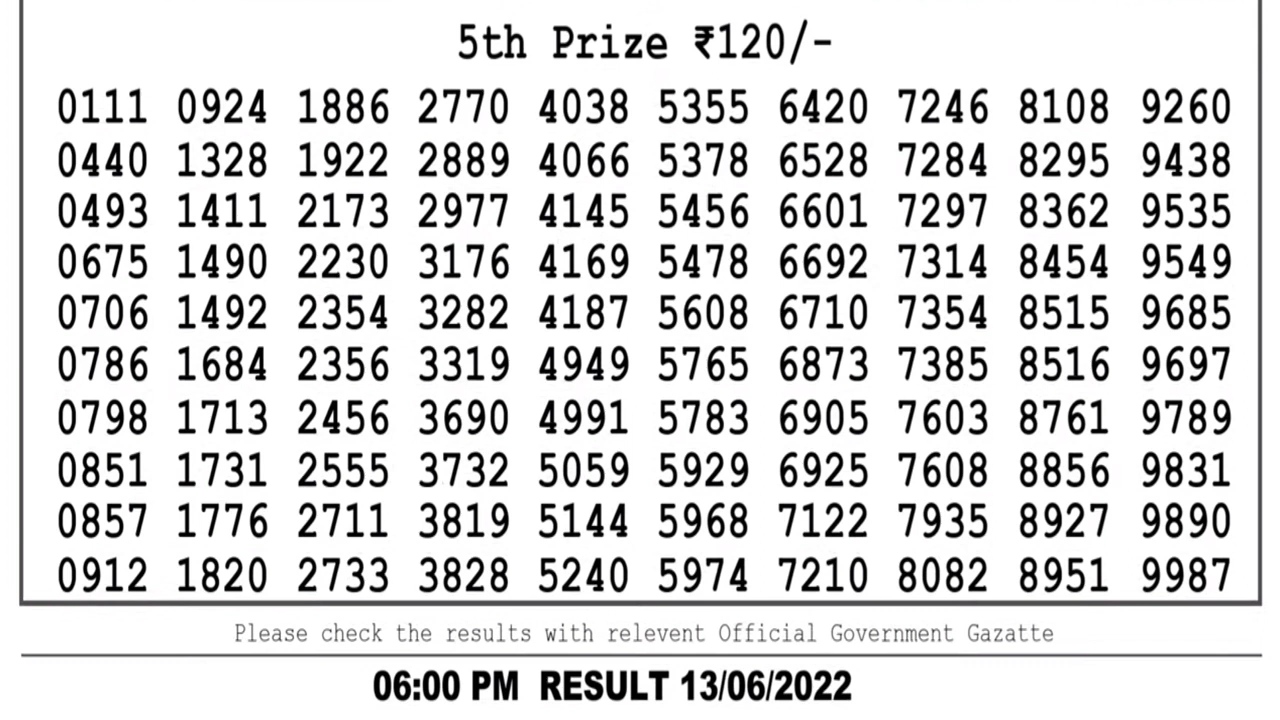 5th Prize ₹120/-
0111 0924 1886 2770 4038 5355 6420 7246 8108 9260
0440 1328 1922 2889 4066 5378 6528 7284 8295 9438
0493 1411 2173 2977 4145 5456 6601 7297 8362 9535
0675 1490 2230 3176 4169 5478 6692 7314 8454 9549
0706 1492 2354 3282 4187 5608 6710 7354 8515 9685
0786 1684 2356 3319 4949 5765 6873 7385 8516 9697
0798 1713 2456 3690 4991 5783 6905 7603 8761 9789
0851 1731 2555 3732 5059 5929 6925 7608 8856 9831
0857 1776 2711 3819 5144 5968 7122 7935 8927 9890
0912 1820 2733 3828 5240 5974 7210 8082 8951 9987
Please check the results with relevent Official Government Gazatte
06:00 PM RESULT 13/06/2022